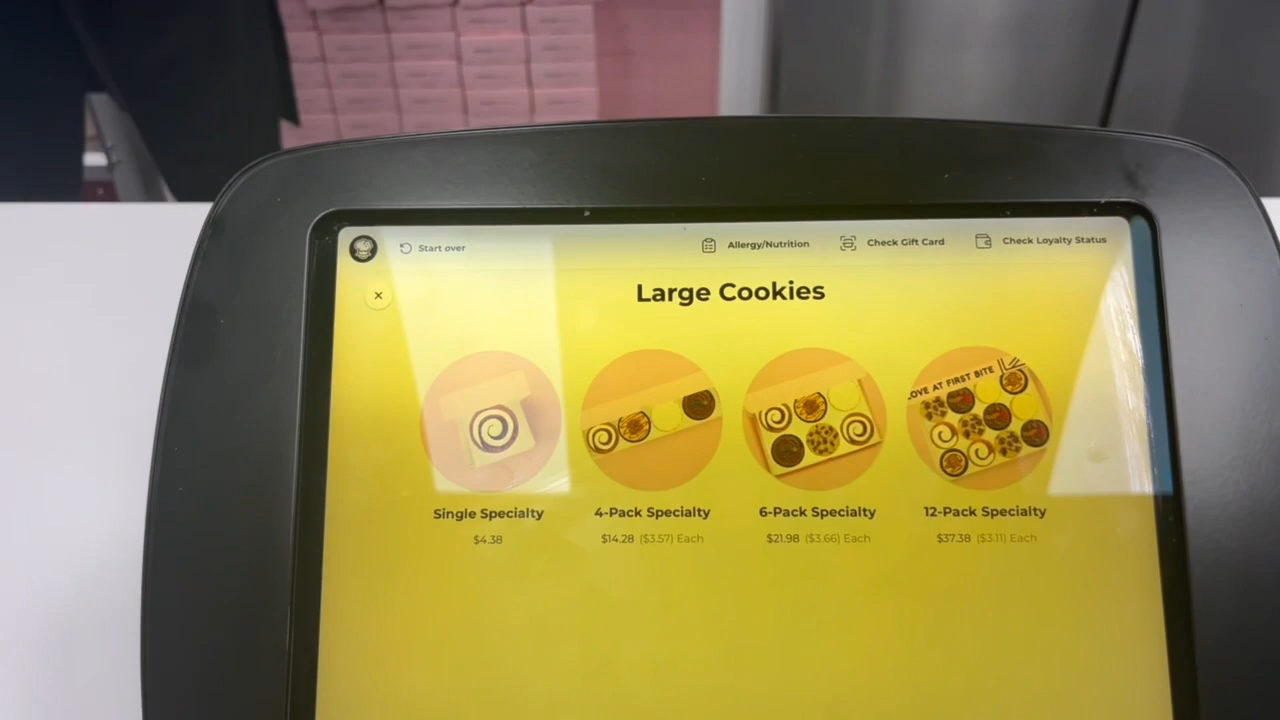 Start over
Allergy/Nutrition
Check Gift Card
Check Loyalty Status
Large Cookies
OVE AT FIRST BITE
Single Specialty
4-Pack Specialty
6-Pack Specialty
12-Pack Specialty
$4.38
$14.28 ($3.57) Each
$21.98 ($3.66) Each
$37.38 ($3.11) Each